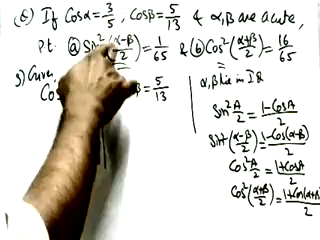 (c) If Cosα = 3/5, Cosβ = 5/13 & α, β are acute,
P.t. (a) Sin²(α-β/2) = 1/65 & (b) Cos²(α+β/2) = 16/65
s) Given, α, β lie in IQ
Co β = 5/13
Sin² A/2 = 1-CosA/2
Sin²(α-β/2) = 1-Cos(α-β)/2
Cos² A/2 = 1+CosA/2
Cos²(α+β/2) = 1+Cos(α+β)/2